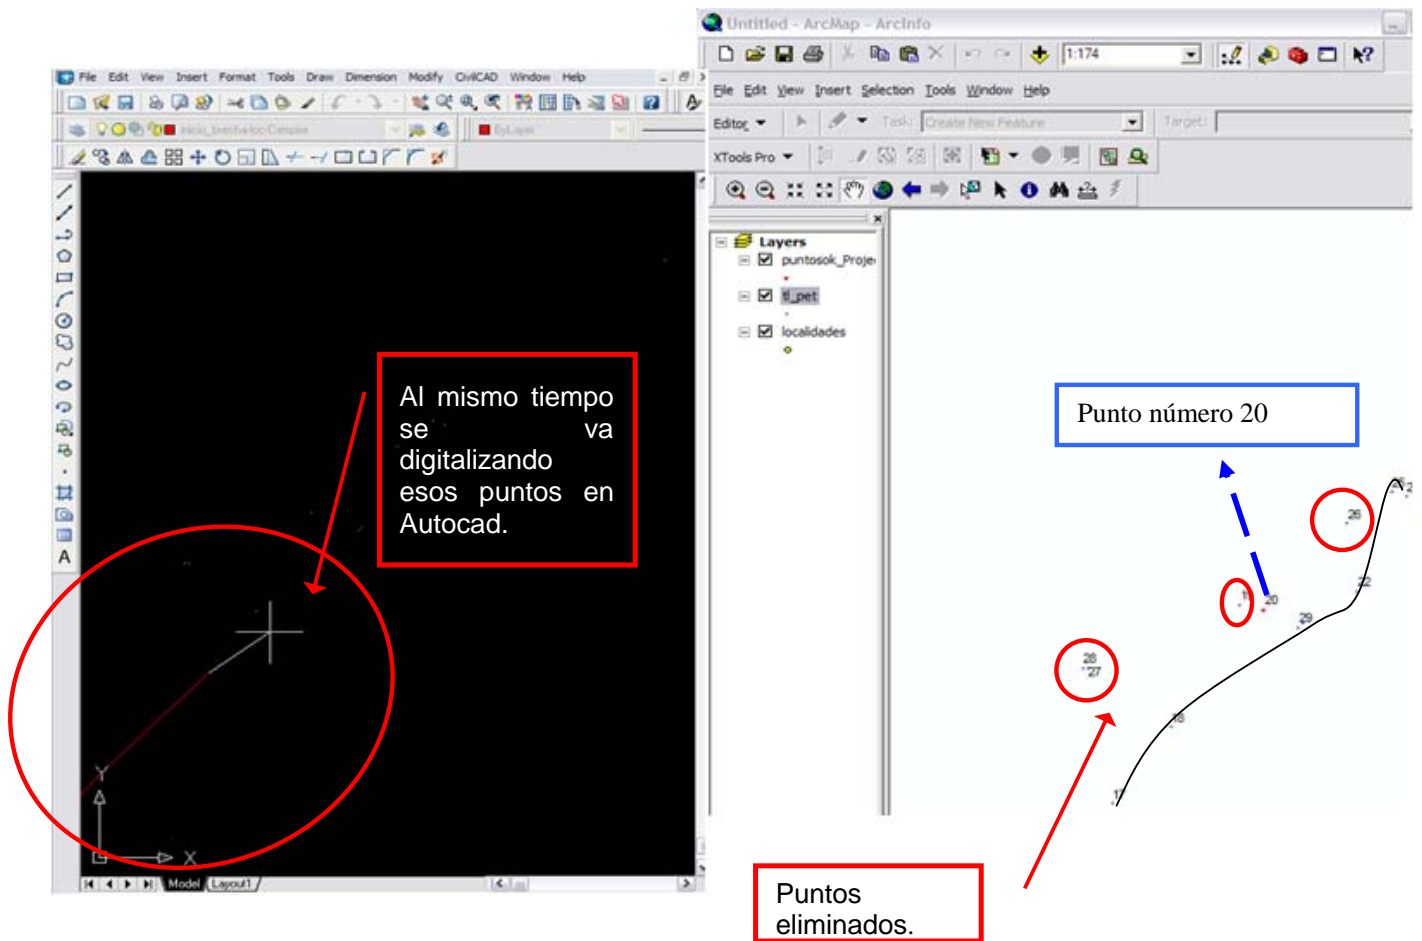 File Edit View Insert Format Tools Draw Dimension Modify CivilCAD Window Help
ByLayer
Al mismo tiempo
se va
digitalizando
esos puntos en
Autocad.
Y
X
Model Layout1
Untitled - ArcMap - ArcInfo
1:174
File Edit View Insert Selection Tools Window Help
Editor Task: Create New Feature Target:
XTools Pro
Layers
puntosok_Proje
tl_pet
localidades
Punto número 20
25
26
22
19
20
29
28
27
18
17
Puntos
eliminados.